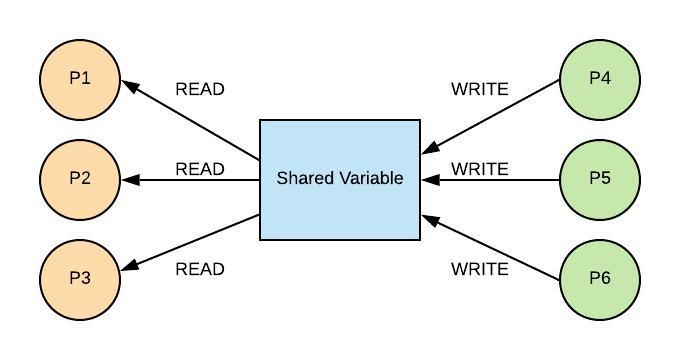 P1
READ
WRITE
P4
P2
READ
Shared Variable
WRITE
P5
P3
READ
WRITE
P6